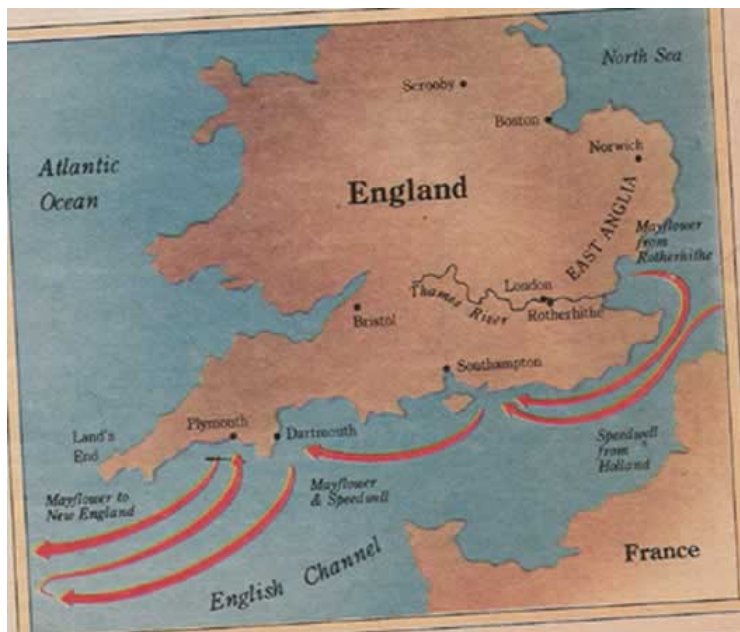 North Sea
Scrooby
Boston
Norwich
Atlantic
Ocean
England
EAST ANGLIA
Mayflower
from
Rotherhithe
London
Thames River
Rotherhithe
Bristol
Southampton
Plymouth
Dartmouth
Land's
End
Speedwell
from
Holland
Mayflower to
New England
Mayflower
& Speedwell
English Channel
France